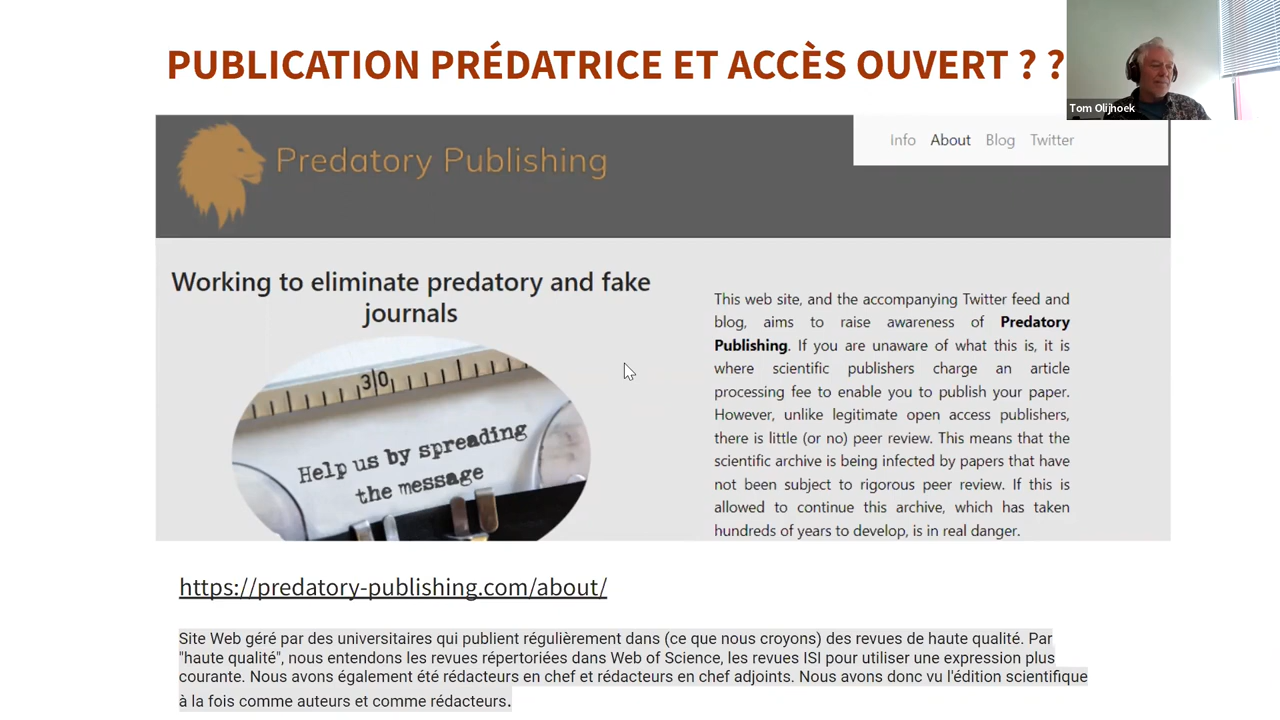 PUBLICATION PRÉDATRICE ET ACCÈS OUVERT ? ?
Tom Olijhoek
Predatory Publishing
Info About Blog Twitter
Working to eliminate predatory and fake
journals
30
Help us by spreading
the message
This web site, and the accompanying Twitter feed and
blog, aims to raise awareness of Predatory
Publishing. If you are unaware of what this is, it is
where scientific publishers charge an article
processing fee to enable you to publish your paper.
However, unlike legitimate open access publishers,
there is little (or no) peer review. This means that the
scientific archive is being infected by papers that have
not been subject to rigorous peer review. If this is
allowed to continue this archive, which has taken
hundreds of years to develop, is in real danger.
https://predatory-publishing.com/about/
Site Web géré par des universitaires qui publient régulièrement dans (ce que nous croyons) des revues de haute qualité. Par
"haute qualité", nous entendons les revues répertoriées dans Web of Science, les revues ISI pour utiliser une expression plus
courante. Nous avons également été rédacteurs en chef et rédacteurs en chef adjoints. Nous avons donc vu l'édition scientifique
à la fois comme auteurs et comme rédacteurs.